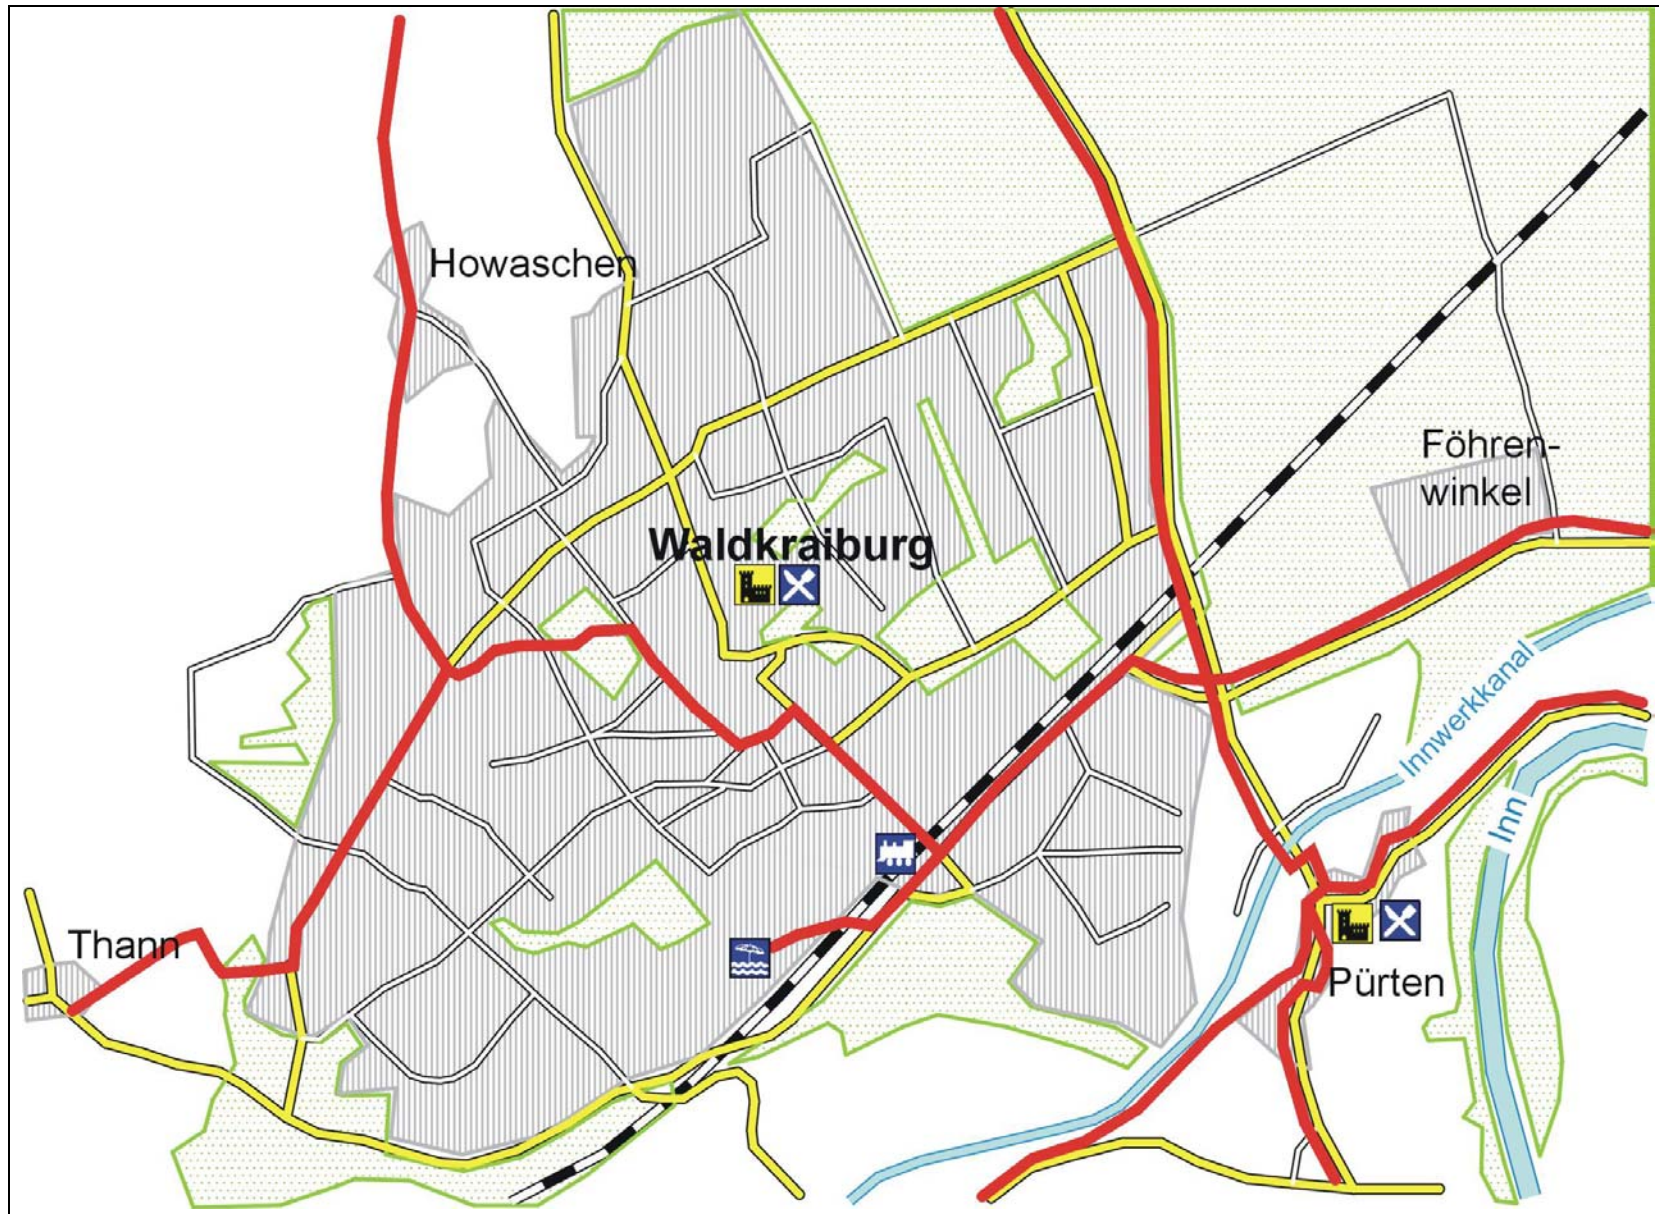 Howaschen
Föhren-
winkel
Waldkraiburg
Innwerkkanal
Inn
Thann
Pürten